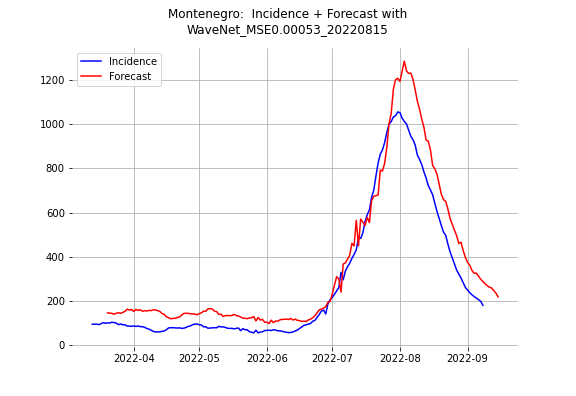 Montenegro:  Incidence + Forecast with
WaveNet_MSE0.00053_20220815
Incidence
Forecast
1200
1000
800
600
400
200
0
2022-04 2022-05 2022-06 2022-07 2022-08 2022-09